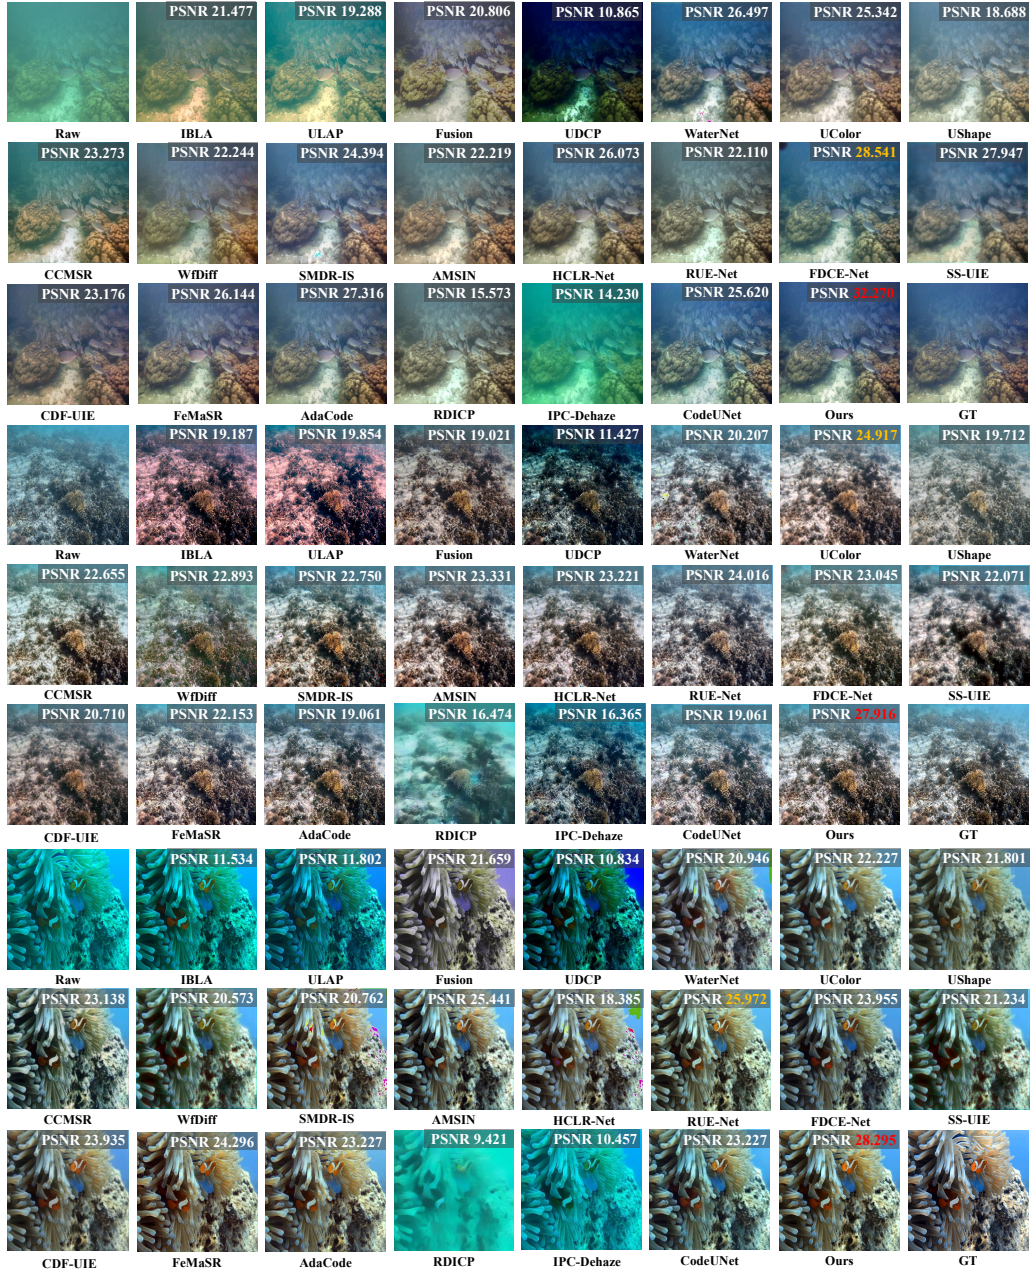 PSNR 21.477 PSNR 19.288 PSNR 20.806 PSNR 10.865 PSNR 26.497 PSNR 25.342 PSNR 18.688
Raw IBLA ULAP Fusion UDCP WaterNet UColor UShape
PSNR 23.273 PSNR 22.244 PSNR 24.394 PSNR 22.219 PSNR 26.073 PSNR 22.110 PSNR 28.541 PSNR 27.947
CCMSR WfDiff SMDR-IS AMSIN HCLR-Net RUE-Net FDCE-Net SS-UIE
PSNR 23.176 PSNR 26.144 PSNR 27.316 PSNR 15.573 PSNR 14.230 PSNR 25.620 PSNR 32.270
CDF-UIE FeMaSR AdaCode RDICP IPC-Dehaze CodeUNet Ours GT
PSNR 19.187 PSNR 19.854 PSNR 19.021 PSNR 11.427 PSNR 20.207 PSNR 24.917 PSNR 19.712
Raw IBLA ULAP Fusion UDCP WaterNet UColor UShape
PSNR 22.655 PSNR 22.893 PSNR 22.750 PSNR 23.331 PSNR 23.221 PSNR 24.016 PSNR 23.045 PSNR 22.071
CCMSR WfDiff SMDR-IS AMSIN HCLR-Net RUE-Net FDCE-Net SS-UIE
PSNR 20.710 PSNR 22.153 PSNR 19.061 PSNR 16.474 PSNR 16.365 PSNR 19.061 PSNR 27.916
CDF-UIE FeMaSR AdaCode RDICP IPC-Dehaze CodeUNet Ours GT
PSNR 11.534 PSNR 11.802 PSNR 21.659 PSNR 10.834 PSNR 20.946 PSNR 22.227 PSNR 21.801
Raw IBLA ULAP Fusion UDCP WaterNet UColor UShape
PSNR 23.138 PSNR 20.573 PSNR 20.762 PSNR 25.441 PSNR 18.385 PSNR 25.972 PSNR 23.955 PSNR 21.234
CCMSR WfDiff SMDR-IS AMSIN HCLR-Net RUE-Net FDCE-Net SS-UIE
PSNR 23.935 PSNR 24.296 PSNR 23.227 PSNR 9.421 PSNR 10.457 PSNR 23.227 PSNR 28.295
CDF-UIE FeMaSR AdaCode RDICP IPC-Dehaze CodeUNet Ours GT